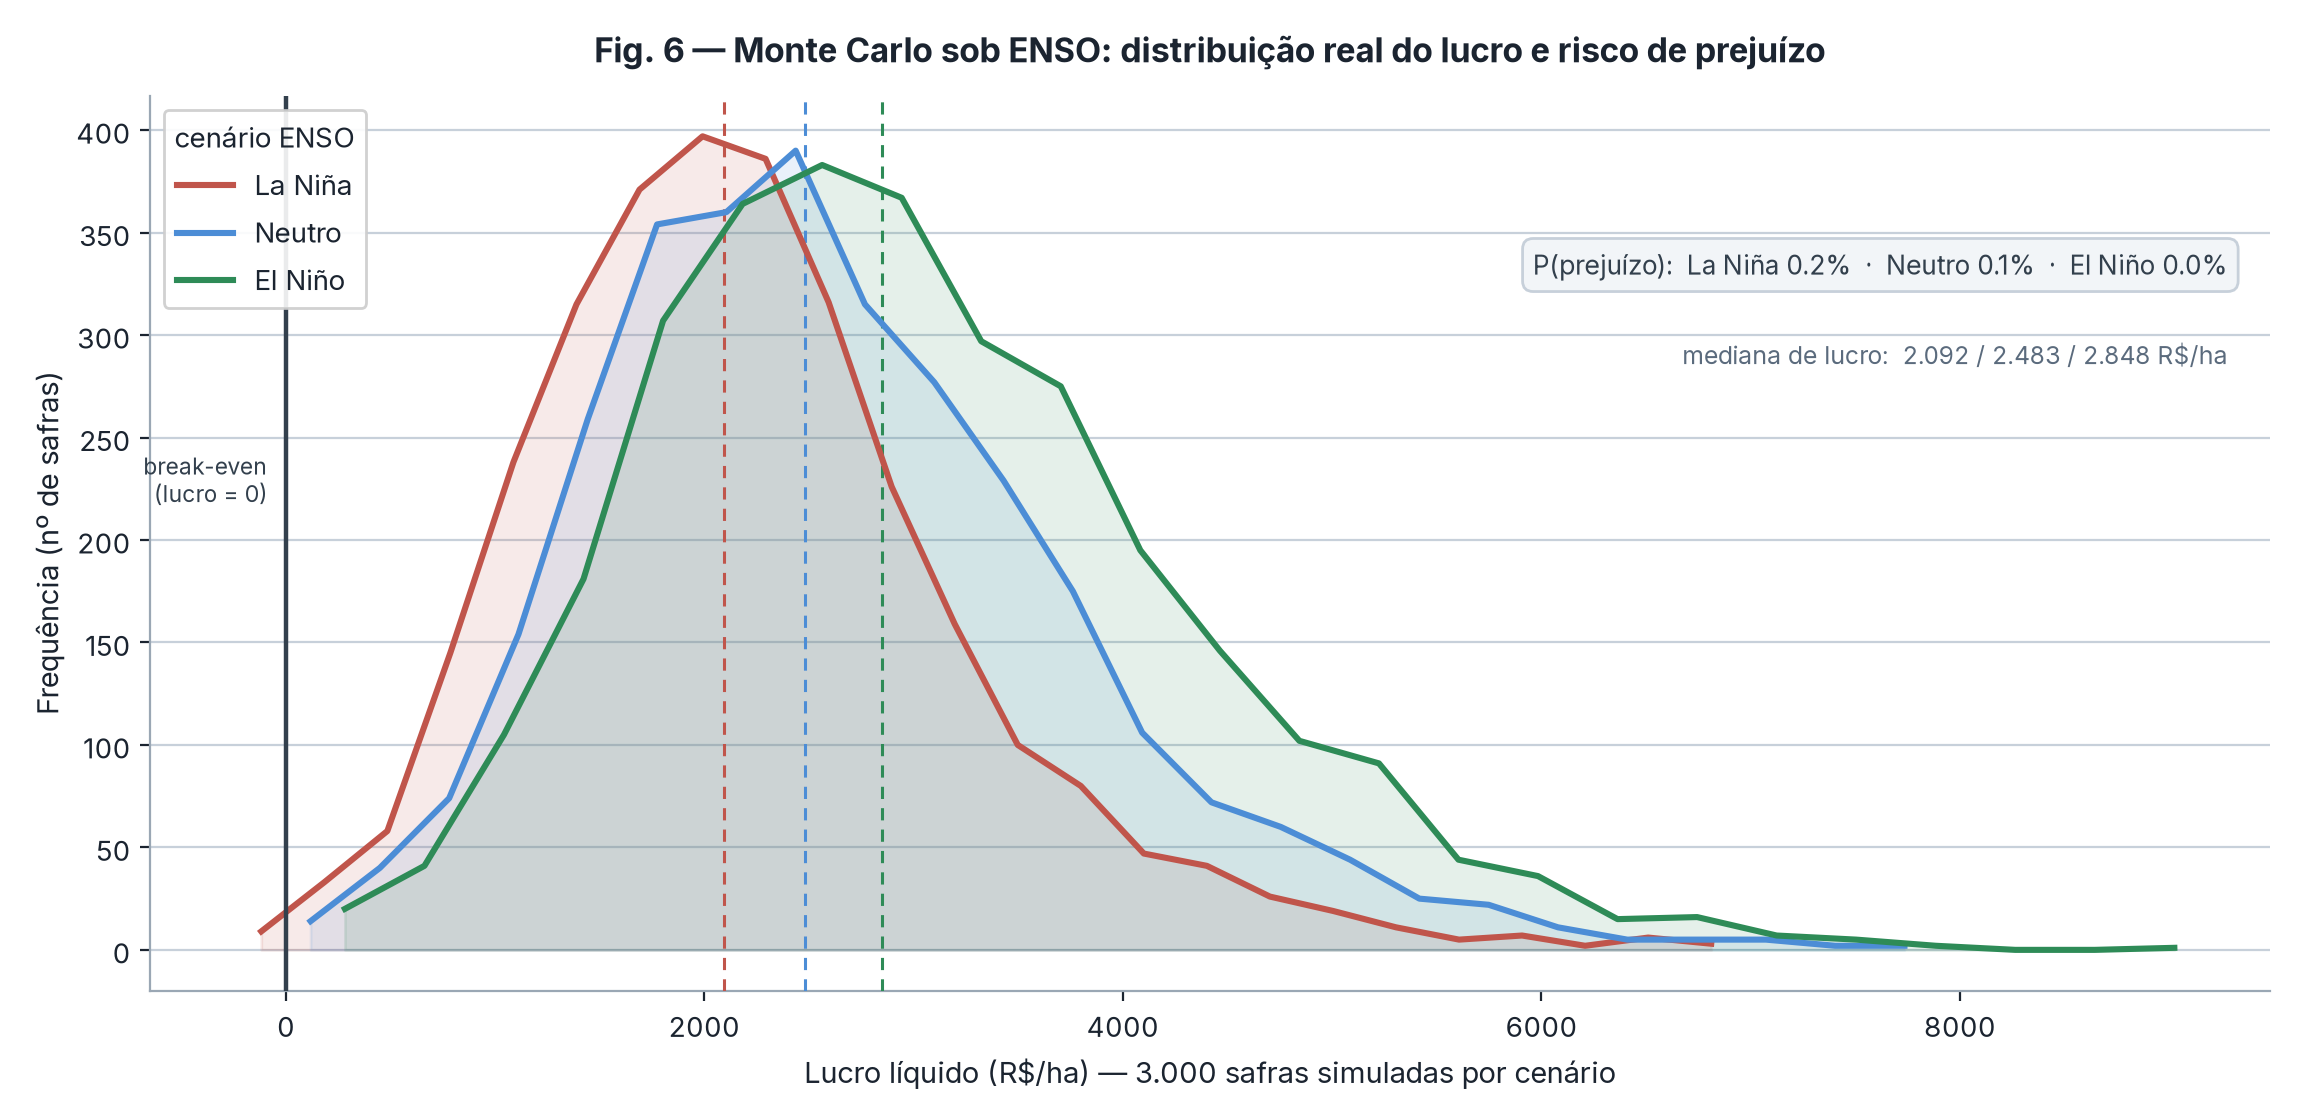 Fig. 6 — Monte Carlo sob ENSO: distribuição real do lucro e risco de prejuízo
cenário ENSO
La Niña
Neutro
El Niño
400
350
300
250
200
150
100
50
0
Frequência (nº de safras)
break-even
(lucro = 0)
P(prejuízo): La Niña 0.2% · Neutro 0.1% · El Niño 0.0%
mediana de lucro: 2.092 / 2.483 / 2.848 R$/ha
0 2000 4000 6000 8000
Lucro líquido (R$/ha) — 3.000 safras simuladas por cenário